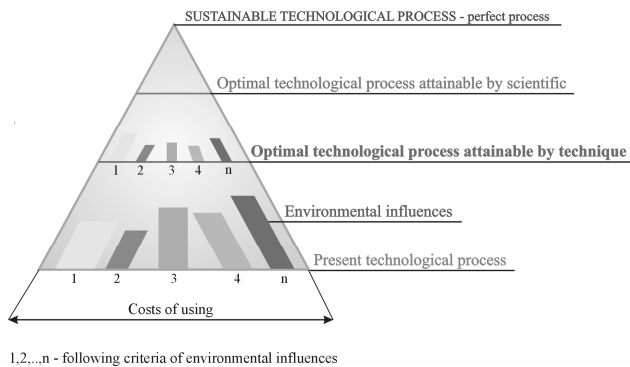 SUSTAINABLE TECHNOLOGICAL PROCESS - perfect process
Optimal technological process attainable by scientific
Optimal technological process attainable by technique
1 2 3 4 n
Environmental influences
Present technological process
1 2 3 4 n
Costs of using
1,2,..,n - following criteria of environmental influences